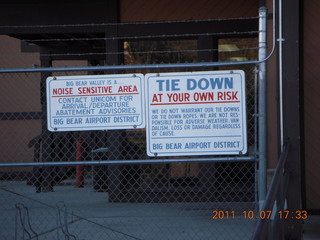 BIG BEAR VALLEY IS A
NOISE SENSITIVE AREA
CONTACT UNICOM FOR
ARRIVAL/DEPARTURE
ABATEMENT ADVISORIES
BIG BEAR AIRPORT DISTRICT
TIE DOWN
AT YOUR OWN RISK
WE DO NOT WARRANT OUR TIE DOWNS
OR TIE DOWN ROPES. WE ARE NOT RES-
PONSIBLE FOR ADVERSE WEATHER, VAN-
DALISM, LOSS OR DAMAGE REGARDLESS
OF CAUSE.
BIG BEAR AIRPORT DISTRICT
2011.10.07 17:33